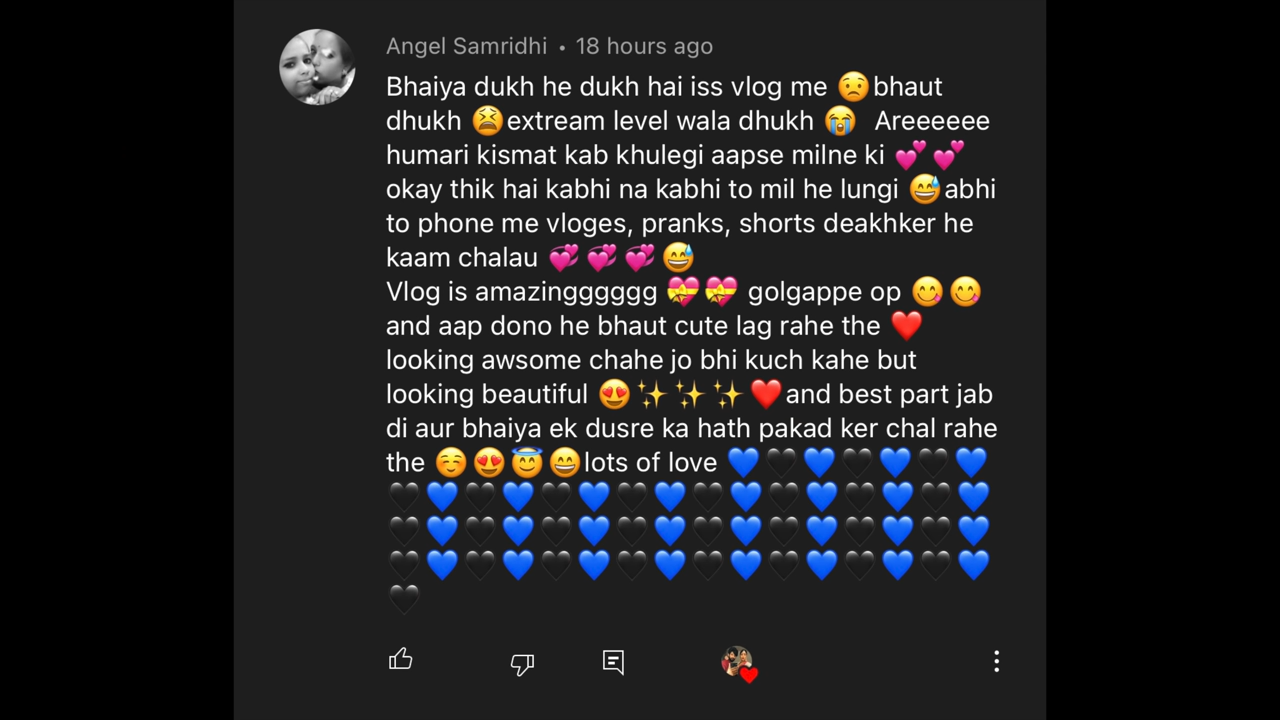 Angel Samridhi • 18 hours ago
Bhaiya dukh he dukh hai iss vlog me 😟bhaut
dhukh 😫extream level wala dhukh 😭 Areeeeee
humari kismat kab khulegi aapse milne ki 💕💕
okay thik hai kabhi na kabhi to mil he lungi 😅abhi
to phone me vloges, pranks, shorts deakhker he
kaam chalau 💞💞💞😅
Vlog is amazingggggg 💝💝 golgappe op 😋😋
and aap dono he bhaut cute lag rahe the ❤️
looking awsome chahe jo bhi kuch kahe but
looking beautiful 😍✨✨✨❤️and best part jab
di aur bhaiya ek dusre ka hath pakad ker chal rahe
the ☺️😍😇😄lots of love 💙🖤💙🖤💙🖤💙
🖤💙🖤💙🖤💙🖤💙🖤💙🖤💙🖤💙🖤💙
🖤💙🖤💙🖤💙🖤💙🖤💙🖤💙🖤💙🖤💙
🖤💙🖤💙🖤💙🖤💙🖤💙🖤💙🖤💙🖤💙
🖤